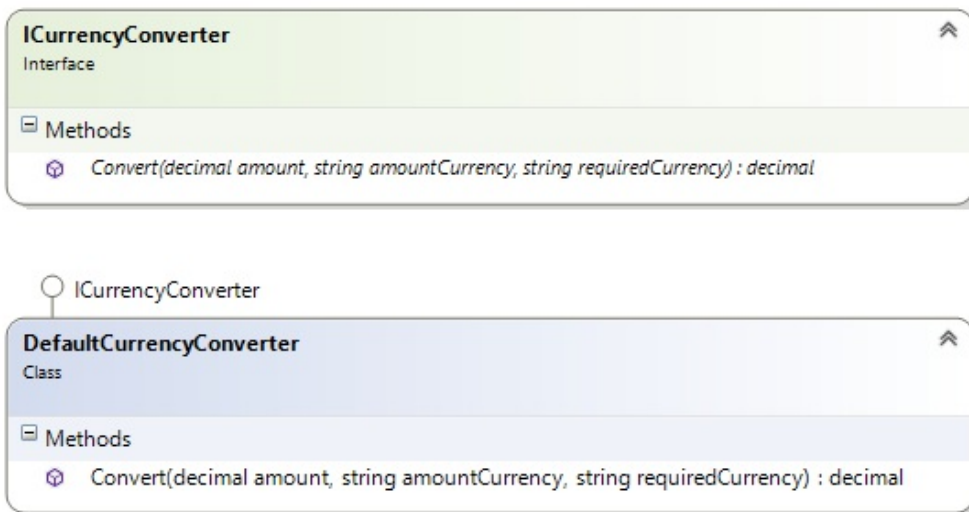 ICurrencyConverter
Interface
Methods
Convert(decimal amount, string amountCurrency, string requiredCurrency) : decimal
ICurrencyConverter
DefaultCurrencyConverter
Class
Methods
Convert(decimal amount, string amountCurrency, string requiredCurrency) : decimal